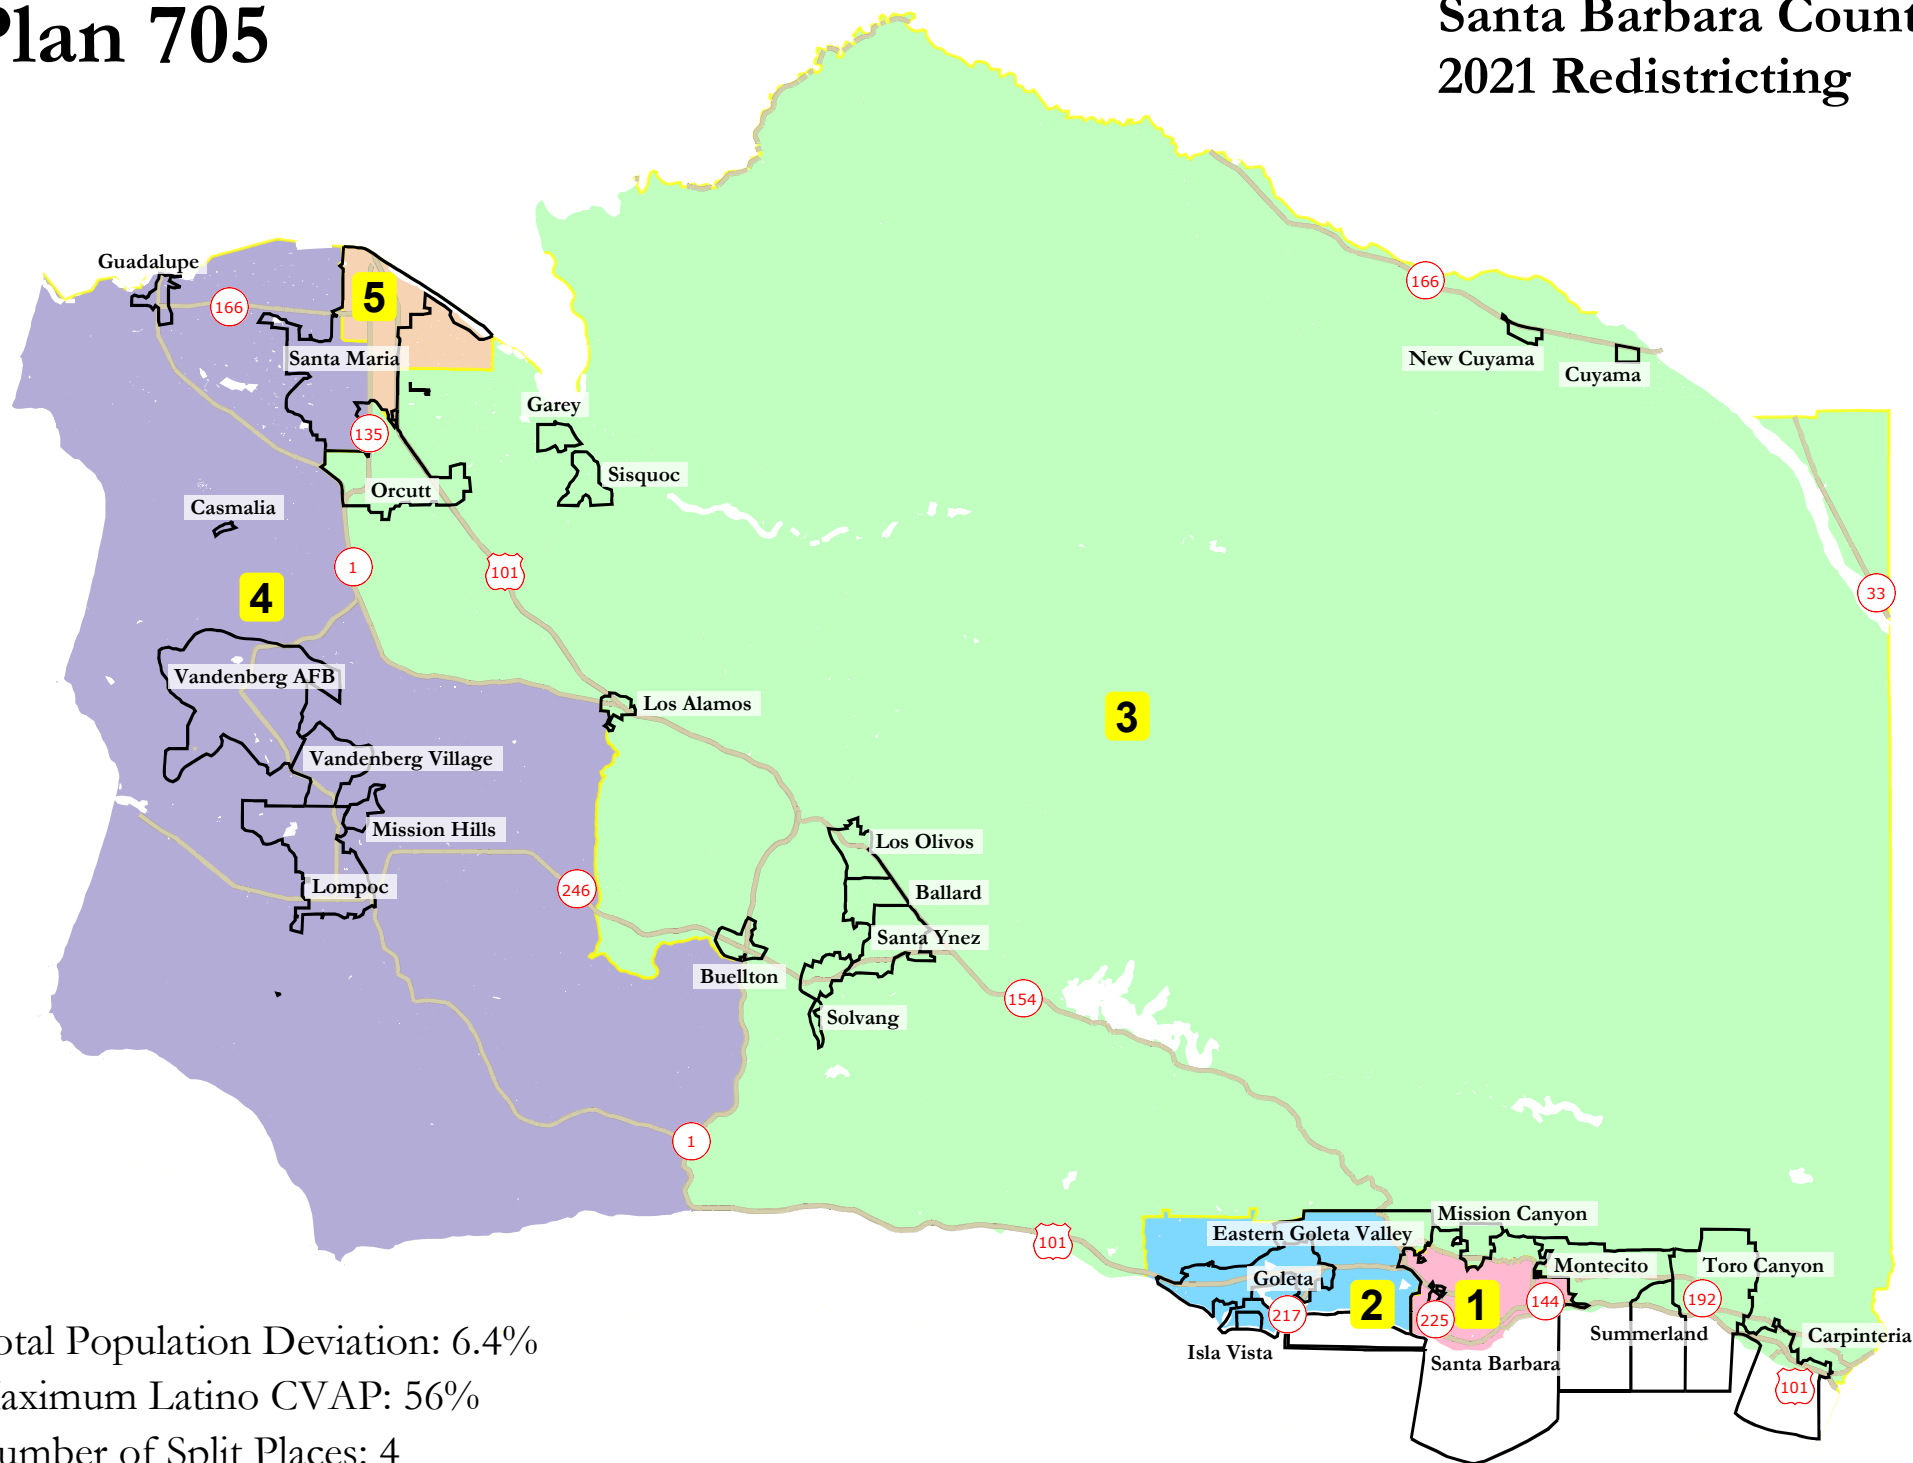 Plan 705
Santa Barbara Count
2021 Redistricting
Guadalupe
166
5
166
Santa Maria
New Cuyama
Cuyama
Garey
135
Sisquoc
Orcutt
Casmalia
1
101
4
33
Vandenberg AFB
Los Alamos
3
Vandenberg Village
Mission Hills
Los Olivos
Lompoc
246
Ballard
Santa Ynez
Buellton
154
Solvang
1
Mission Canyon
101
Eastern Goleta Valley
Goleta
Montecito
Toro Canyon
217
2
225
1
144
192
Summerland
Carpinteria
Isla Vista
Santa Barbara
101
otal Population Deviation: 6.4%
aximum Latino CVAP: 56%
umber of Split Places: 4